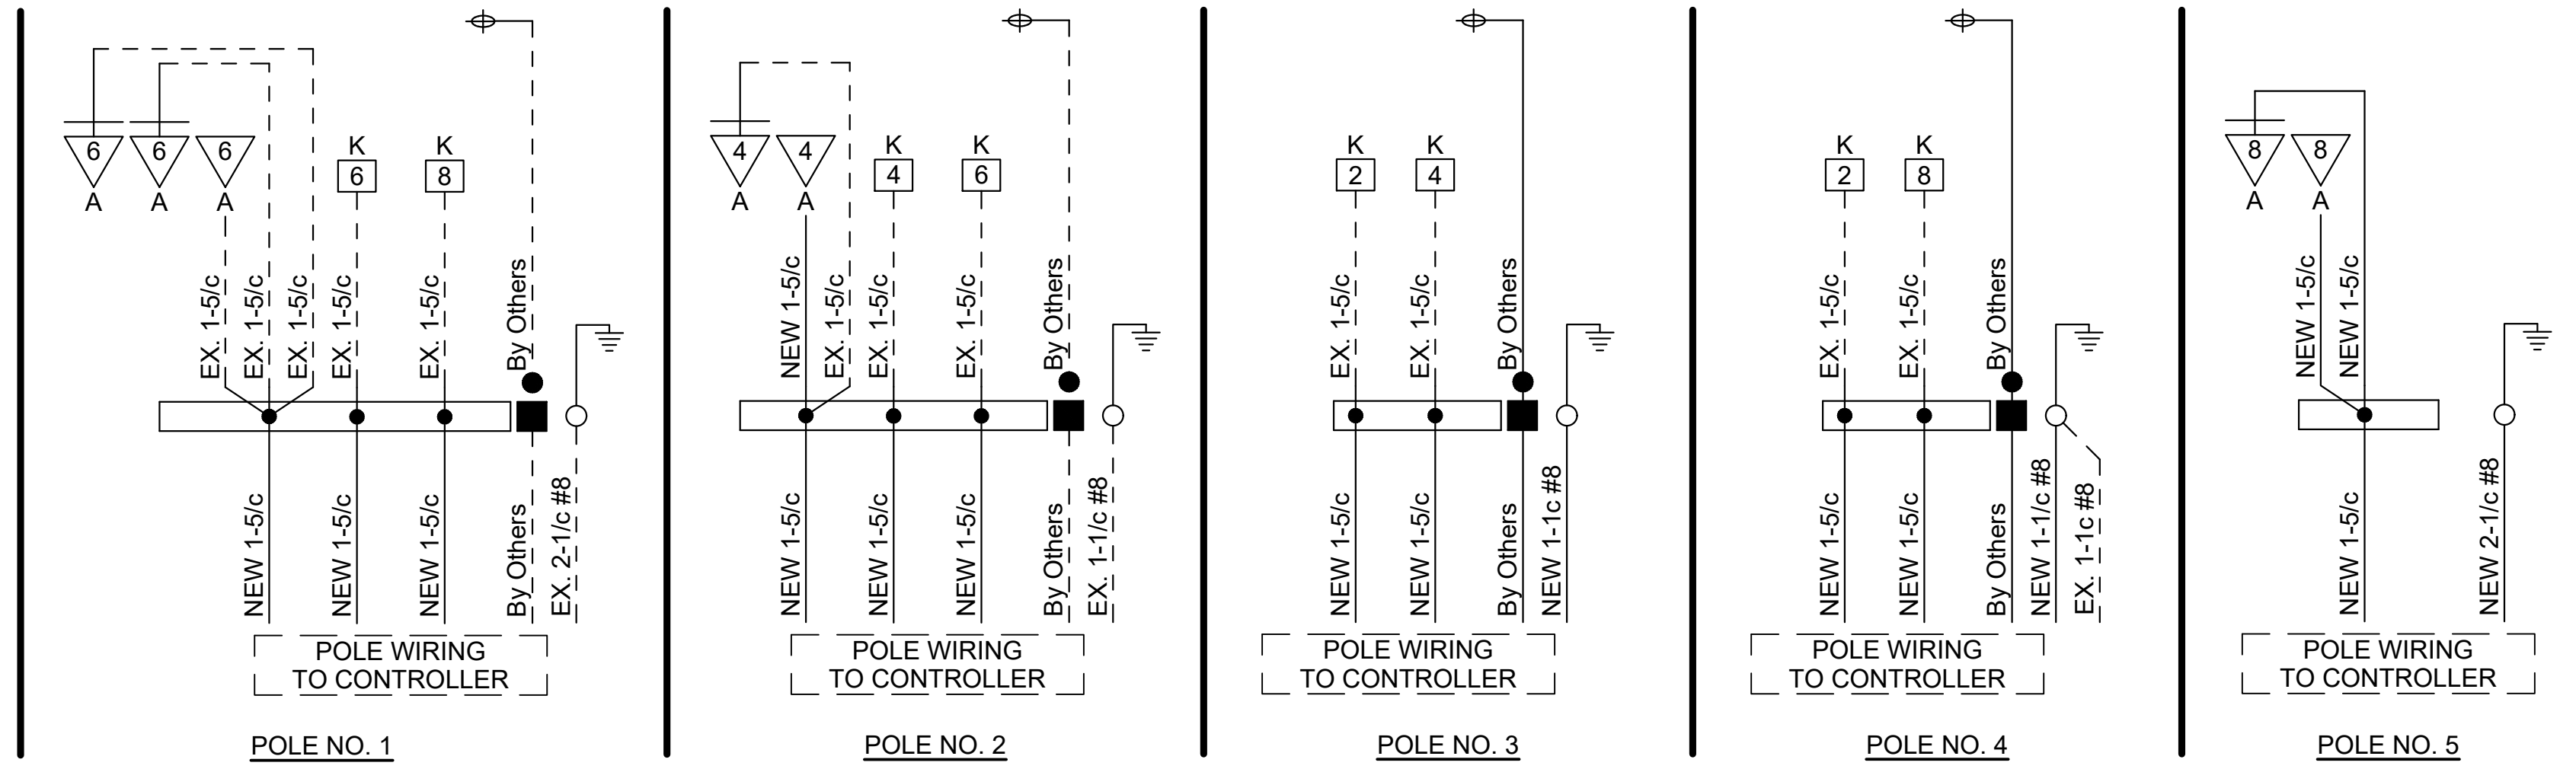 6
6
6
A
A
A
K
6
K
8
EX. 1-5/c
EX. 1-5/c
EX. 1-5/c
EX. 1-5/c
EX. 1-5/c
By Others
NEW 1-5/c
NEW 1-5/c
NEW 1-5/c
By Others
EX. 2-1/c #8
POLE WIRING
TO CONTROLLER
POLE NO. 1
4
4
A
A
K
4
K
6
NEW 1-5/c
EX. 1-5/c
EX. 1-5/c
EX. 1-5/c
By Others
NEW 1-5/c
NEW 1-5/c
NEW 1-5/c
By Others
EX. 1-1/c #8
POLE WIRING
TO CONTROLLER
POLE NO. 2
K
2
K
4
EX. 1-5/c
EX. 1-5/c
By Others
NEW 1-5/c
NEW 1-5/c
By Others
NEW 1-1c #8
POLE WIRING
TO CONTROLLER
POLE NO. 3
K
2
K
8
EX. 1-5/c
EX. 1-5/c
By Others
NEW 1-5/c
NEW 1-5/c
By Others
NEW 1-1/c #8
EX. 1-1c #8
POLE WIRING
TO CONTROLLER
POLE NO. 4
8
8
A
A
NEW 1-5/c
NEW 1-5/c
NEW 1-5/c
NEW 2-1/c #8
POLE WIRING
TO CONTROLLER
POLE NO. 5